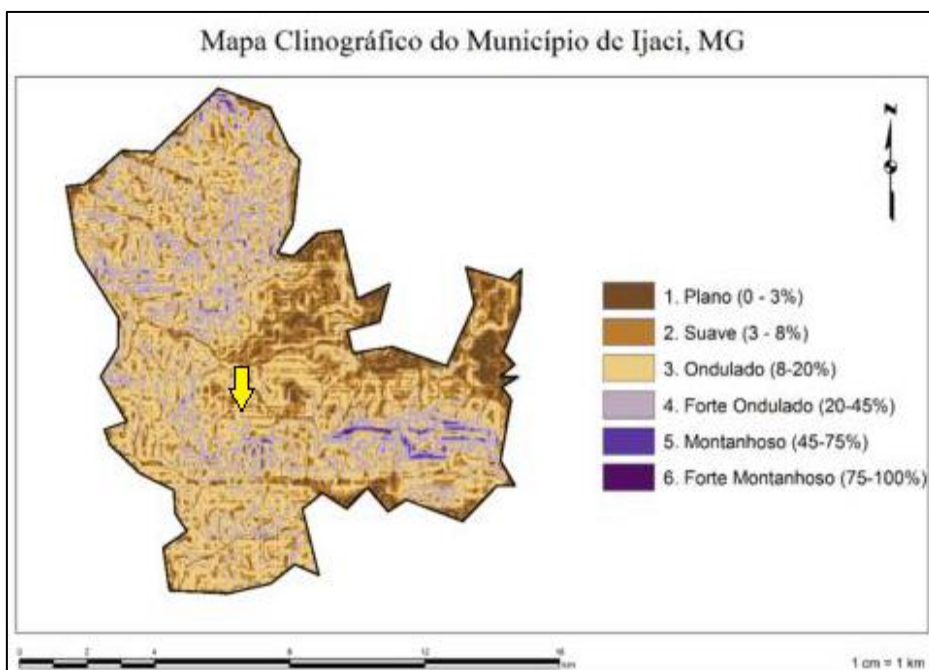 Mapa Clinográfico do Município de Ijaci, MG
N
1. Plano (0 - 3%)
2. Suave (3 - 8%)
3. Ondulado (8-20%)
4. Forte Ondulado (20-45%)
5. Montanhoso (45-75%)
6. Forte Montanhoso (75-100%)
0 2 4 8 12 16
km
1 cm = 1 km